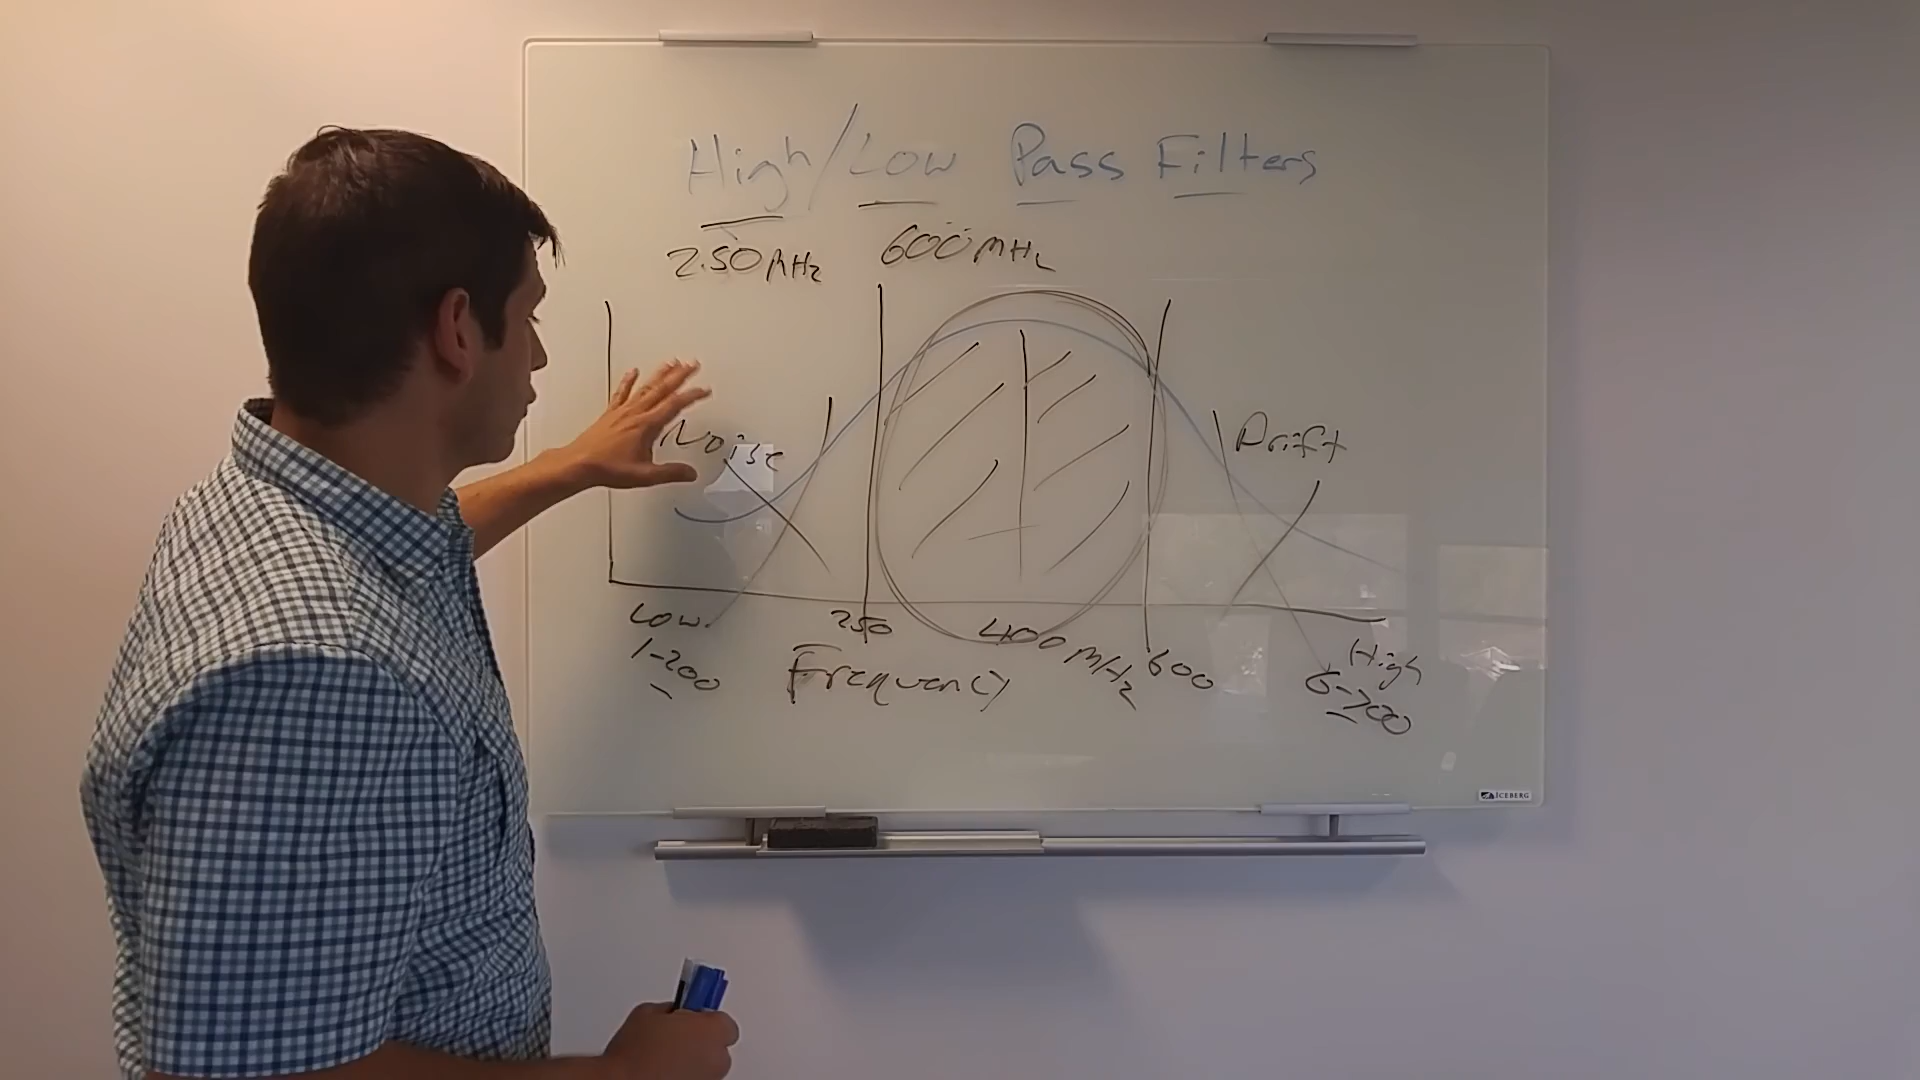 High/Low Pass Filters
250MHz 600MHz
Noise Drift
Low 250 400MHz 600 High
1-200 Frequency 6-700
ICEBERG